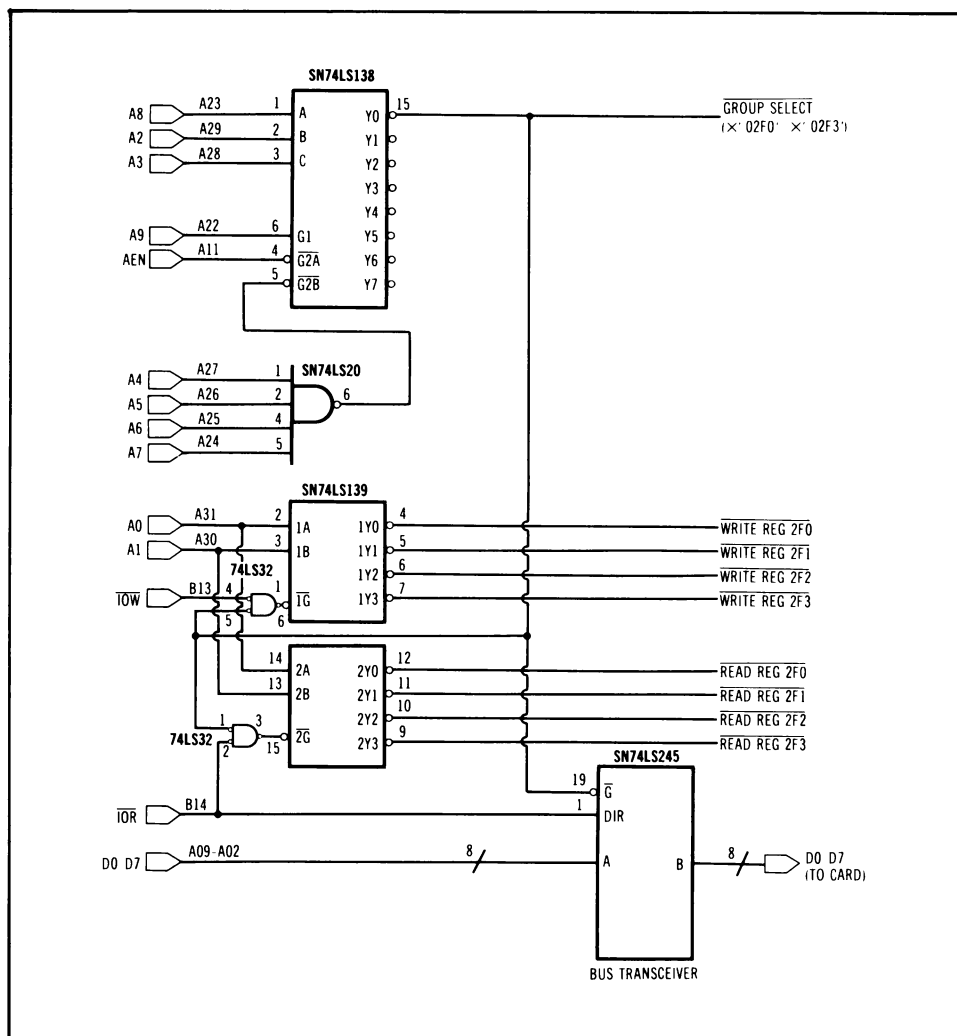 SN74LS138
A8 A23 1 A Y0 15 GROUP SELECT
(×' 02F0' ×' 02F3')
A2 A29 2 B Y1
A3 A28 3 C Y2
Y3
Y4
A9 A22 6 G1 Y5
AEN A11 4 G2A Y6
5 G2B Y7
SN74LS20
A4 A27 1
A5 A26 2 6
A6 A25 4
A7 A24 5
SN74LS139
A0 A31 2 1A 1Y0 4 WRITE REG 2F0
A1 A30 3 1B 1Y1 5 WRITE REG 2F1
74LS32
1Y2 6 WRITE REG 2F2
IOW B13 4 1 1G 1Y3 7 WRITE REG 2F3
5 6
14 2A 2Y0 12 READ REG 2F0
13 2B 2Y1 11 READ REG 2F1
2Y2 10 READ REG 2F2
74LS32 1 3 2G 2Y3 9 READ REG 2F3
2 15
SN74LS245
19 G
IOR B14 1 DIR
D0 D7 A09-A02 8 A B 8 D0 D7
(TO CARD)
BUS TRANSCEIVER